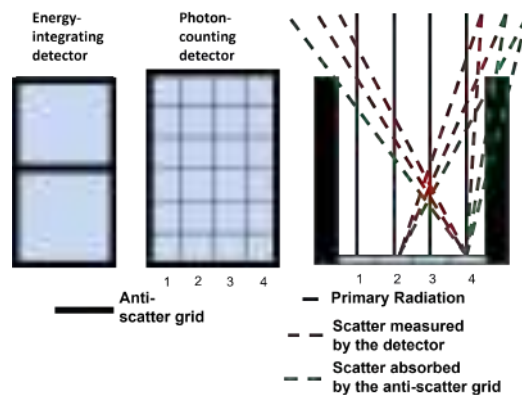 Energy-
integrating
detector
Photon-
counting
detector
1 2 3 4
1 2 3 4
Anti-
scatter grid
Primary Radiation
Scatter measured
by the detector
Scatter absorbed
by the anti-scatter grid